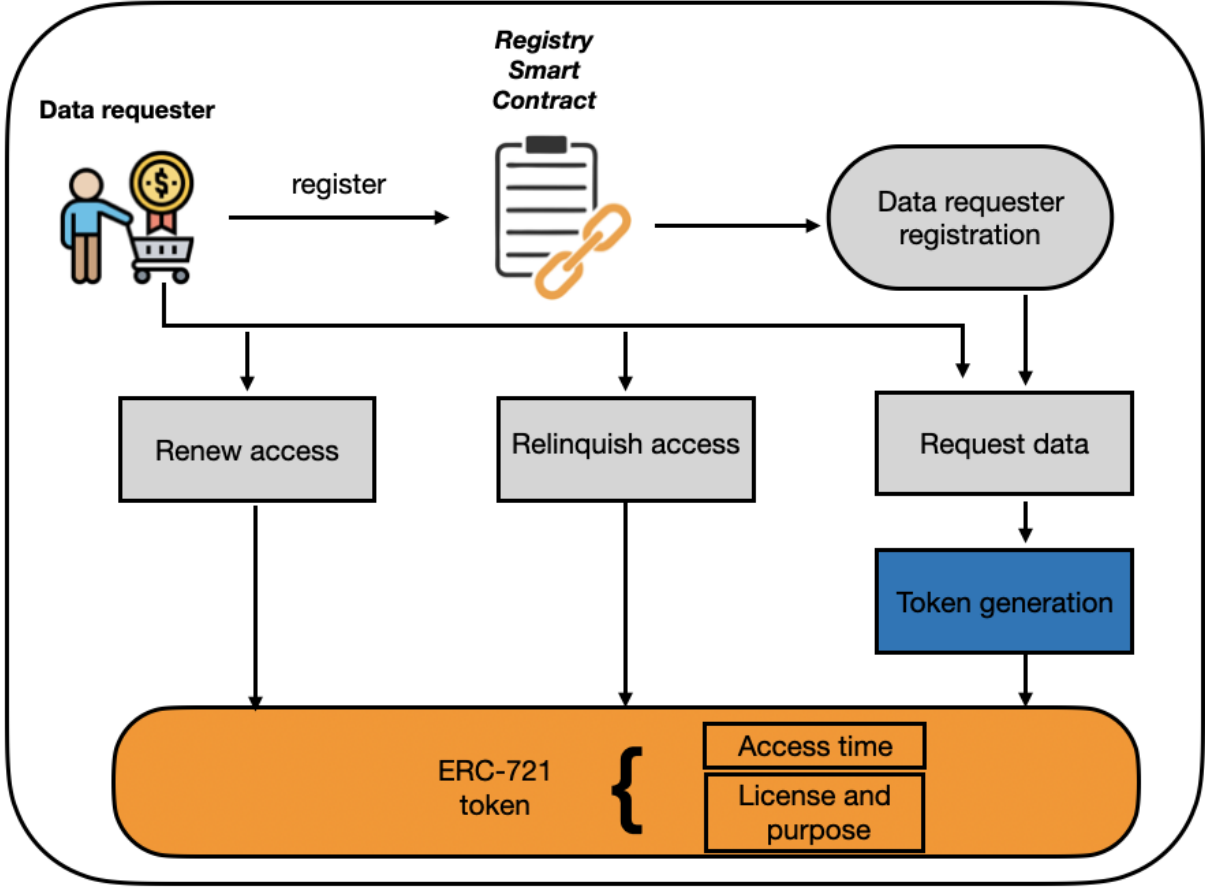 Registry
Smart
Contract
Data requester
register
Data requester
registration
Renew access
Relinquish access
Request data
Token generation
ERC-721
token
{
Access time
License and
purpose
$